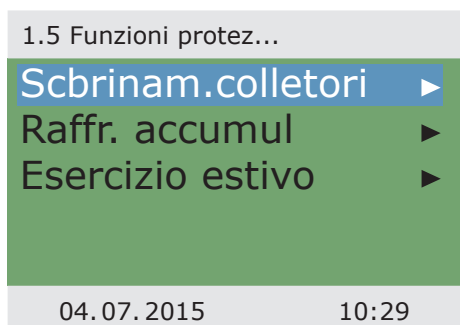 1.5 Funzioni protez...
Scbrinam.colletori ►
Raffr. accumul ►
Esercizio estivo ►
04.07.2015 10:29